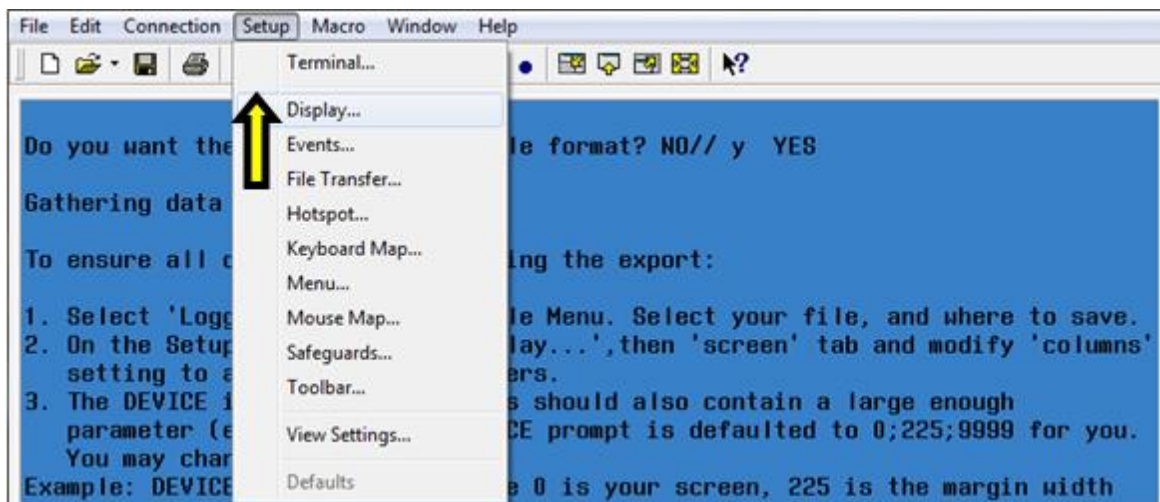 File Edit Connection Setup Macro Window Help
Terminal...
Display...
Events...
File Transfer...
Hotspot...
Keyboard Map...
Menu...
Mouse Map...
Safeguards...
Toolbar...
View Settings...
Defaults
Do you want the le format? NO// y YES
Gathering data
To ensure all ing the export:
1. Select 'Logg le Menu. Select your file, and where to save.
2. On the Setup lay...',then 'screen' tab and modify 'columns'
setting to a ers.
3. The DEVICE i s should also contain a large enough
parameter (e CE prompt is defaulted to 0;225;9999 for you.
You may char
Example: DEVICE e 0 is your screen, 225 is the margin width